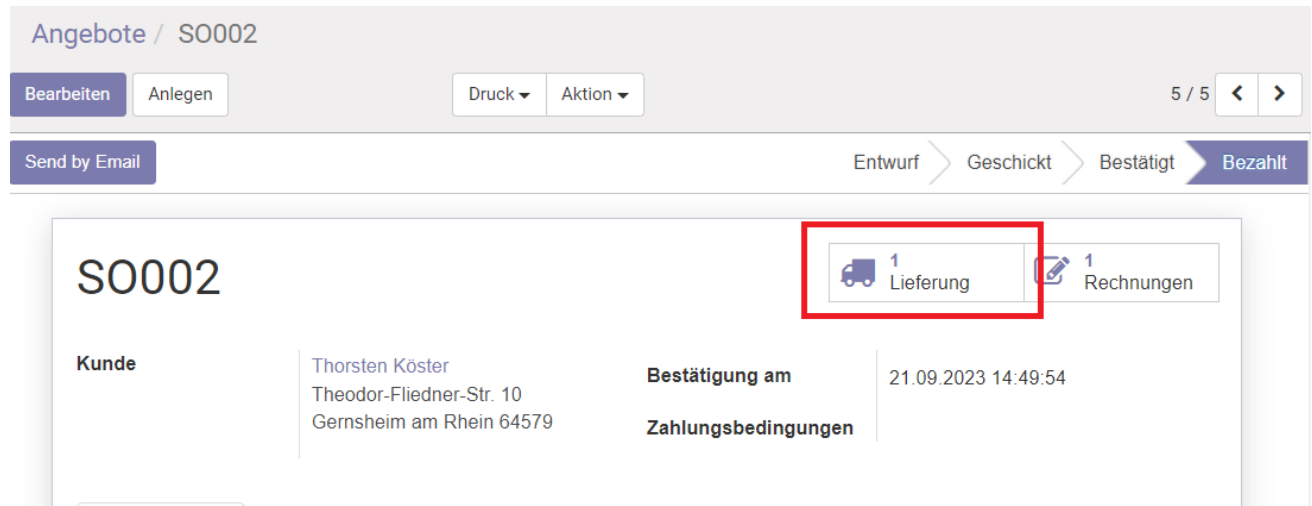 Angebote / SO002
Bearbeiten Anlegen Druck Aktion 5 / 5
Send by Email Entwurf Geschickt Bestätigt Bezahlt
SO002
1
Lieferung
1
Rechnungen
Kunde
Thorsten Köster
Theodor-Fliedner-Str. 10
Gernsheim am Rhein 64579
Bestätigung am 21.09.2023 14:49:54
Zahlungsbedingungen